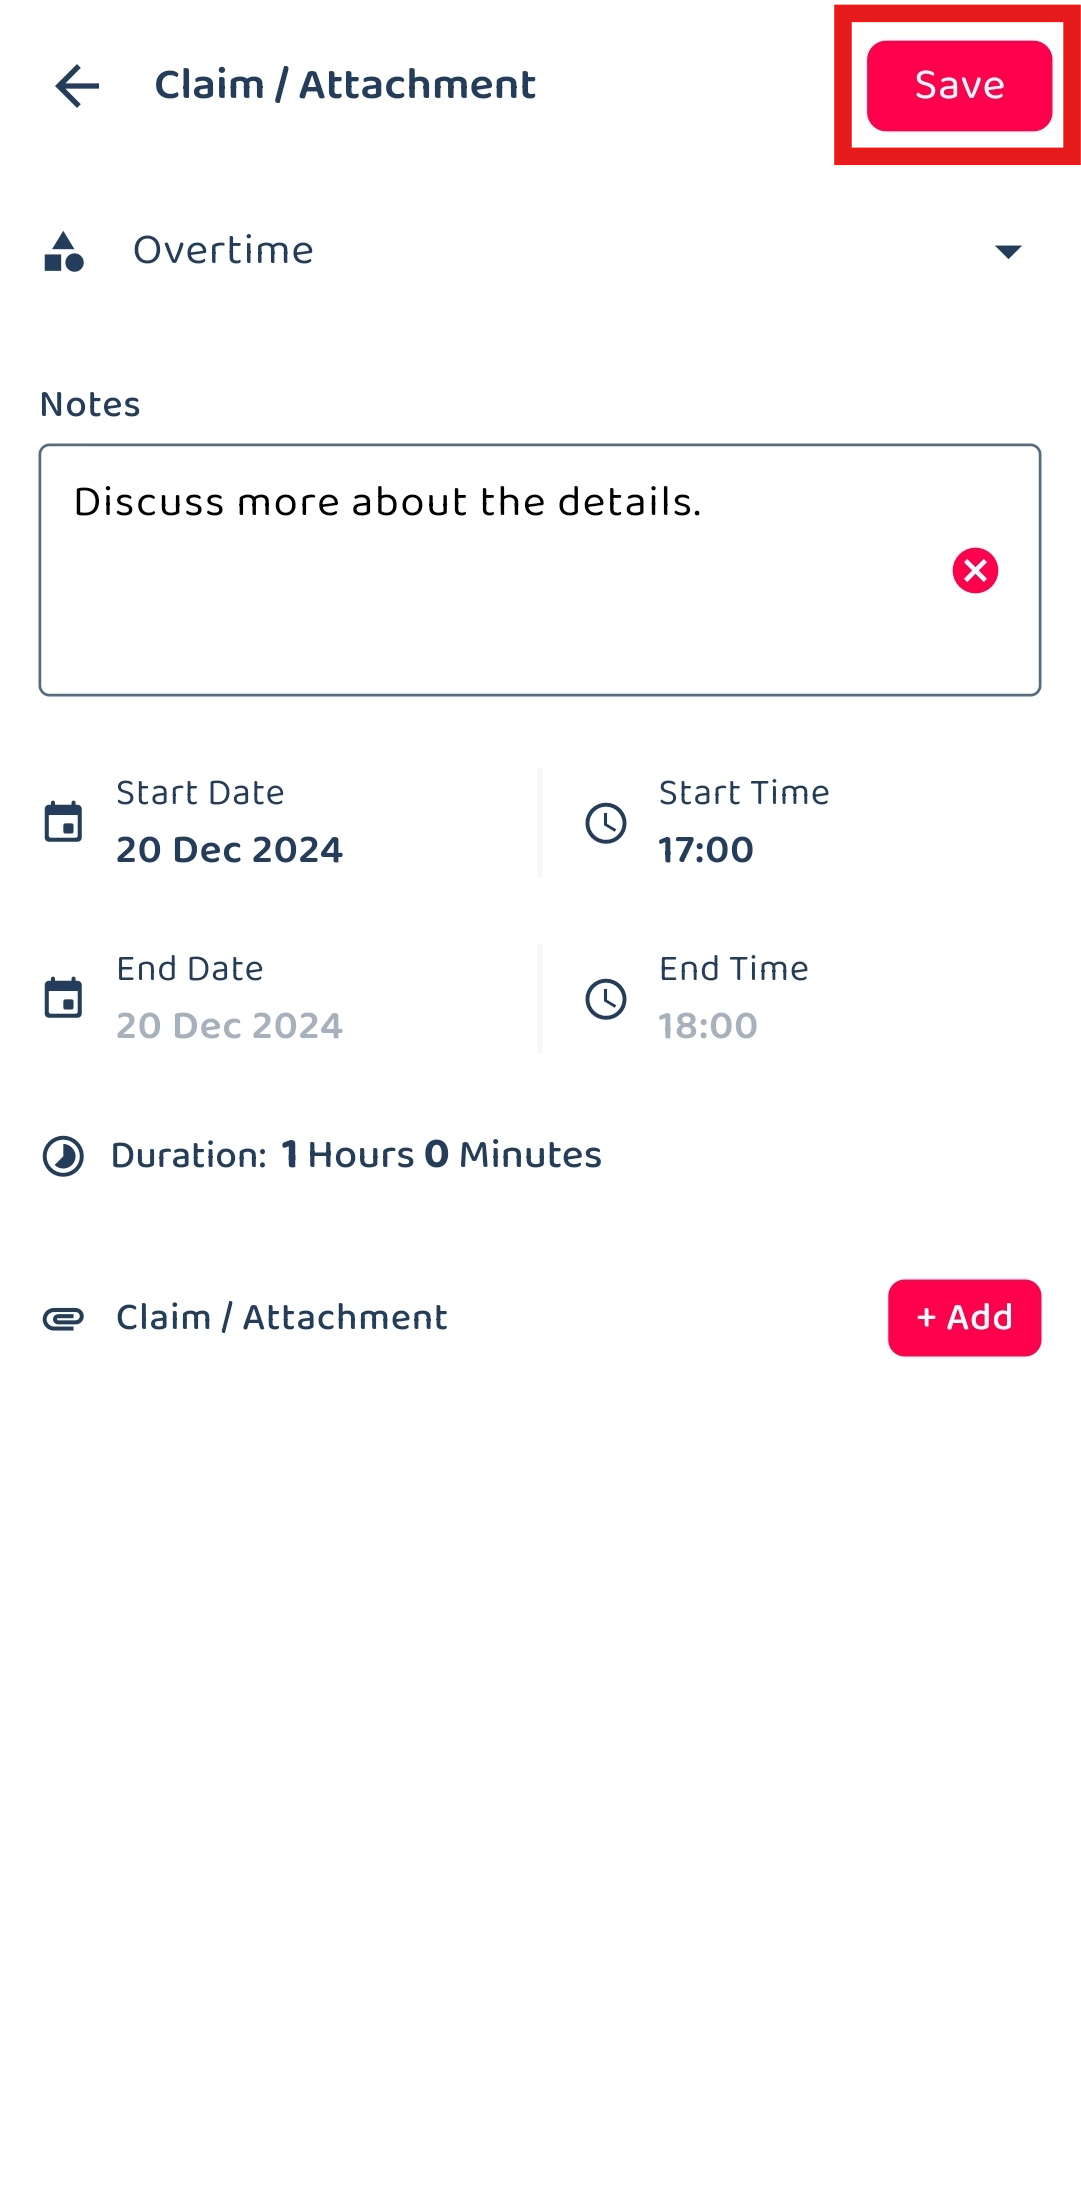 Claim / Attachment
Save
Overtime
Notes
Discuss more about the details.
Start Date
20 Dec 2024
Start Time
17:00
End Date
20 Dec 2024
End Time
18:00
Duration: 1 Hours 0 Minutes
Claim / Attachment
+ Add